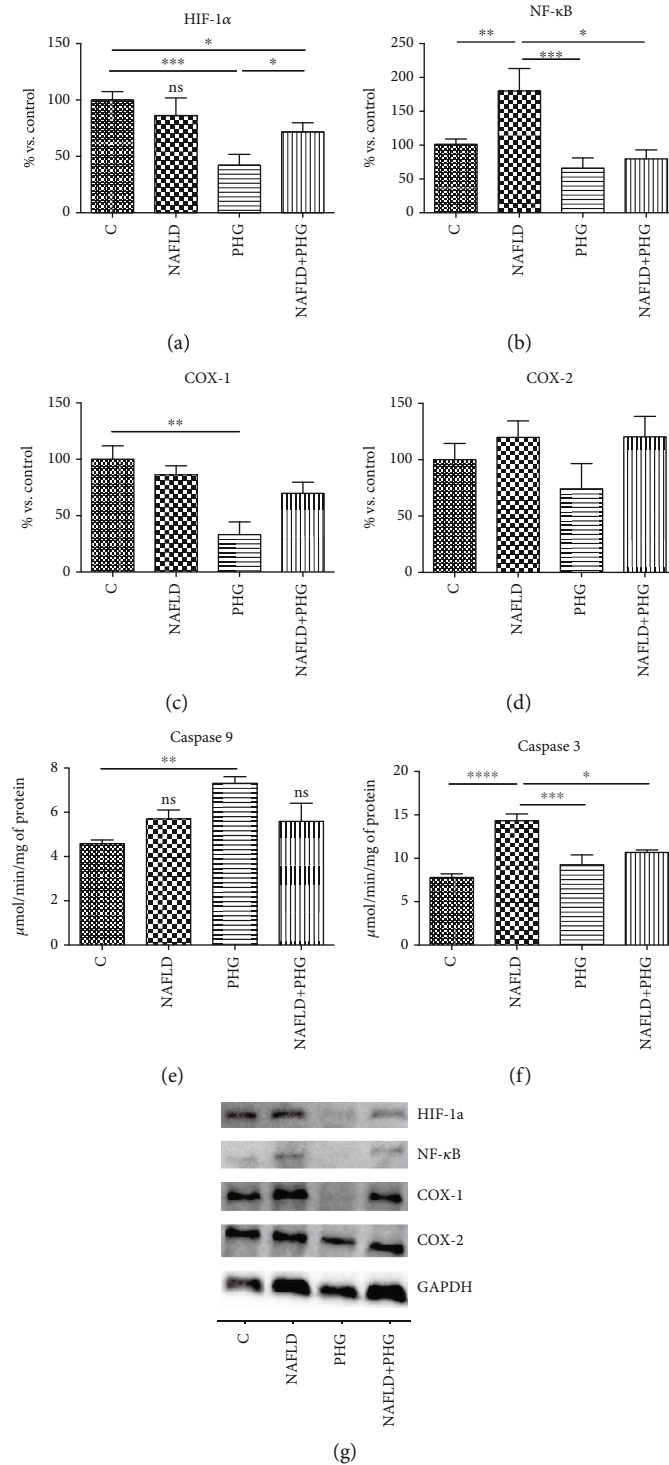 HIF-1α
*
***
*
ns
% vs. control
150
100
50
0
C
NAFLD
PHG
NAFLD+PHG
(a)
NF-κB
**
*
***
% vs. control
250
200
150
100
50
0
C
NAFLD
PHG
NAFLD+PHG
(b)
COX-1
**
% vs. control
150
100
50
0
C
NAFLD
PHG
NAFLD+PHG
(c)
COX-2
% vs. control
150
100
50
0
C
NAFLD
PHG
NAFLD+PHG
(d)
Caspase 9
**
ns
ns
μmol/min/mg of protein
8
6
4
2
0
C
NAFLD
PHG
NAFLD+PHG
(e)
Caspase 3
****
*
***
μmol/min/mg of protein
20
15
10
5
0
C
NAFLD
PHG
NAFLD+PHG
(f)
HIF-1a
NF-κB
COX-1
COX-2
GAPDH
C
NAFLD
PHG
NAFLD+PHG
(g)